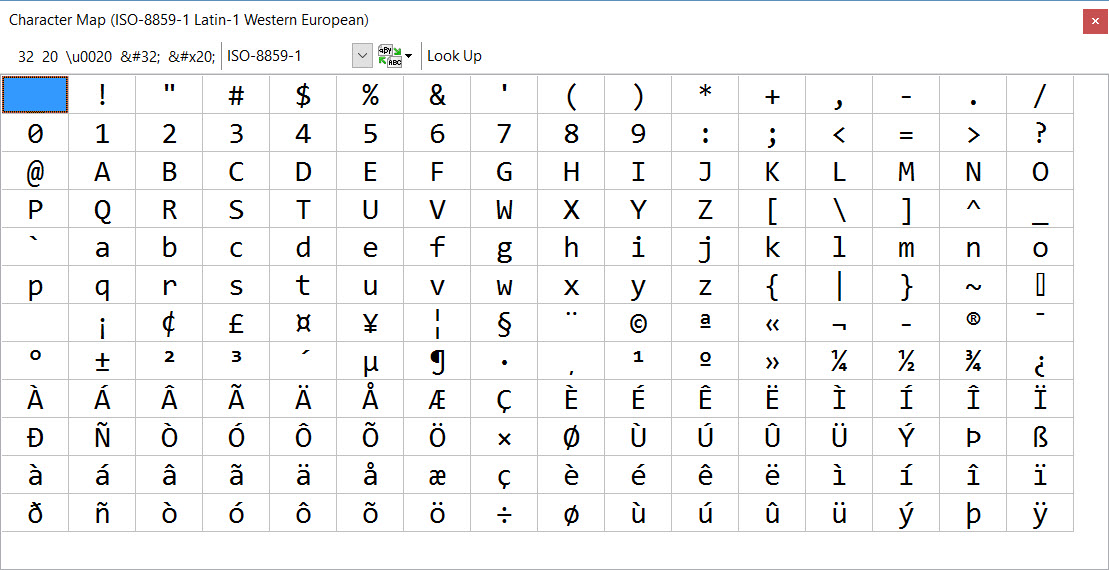 Character Map (ISO-8859-1 Latin-1 Western European)
32 20 \u0020 &#32; &#x20; ISO-8859-1 Look Up
! " # $ % & ' ( ) * + , - . /
0 1 2 3 4 5 6 7 8 9 : ; < = > ?
@ A B C D E F G H I J K L M N O
P Q R S T U V W X Y Z [ \ ] ^ _
` a b c d e f g h i j k l m n o
p q r s t u v w x y z { | } ~ ▯
¡ ¢ £ ¤ ¥ ¦ § ¨ © ª « ¬ - ® ¯
° ± ² ³ ´ µ ¶ · ¸ ¹ º » ¼ ½ ¾ ¿
À Á Â Ã Ä Å Æ Ç È É Ê Ë Ì Í Î Ï
Ð Ñ Ò Ó Ô Õ Ö × Ø Ù Ú Û Ü Ý Þ ß
à á â ã ä å æ ç è é ê ë ì í î ï
ð ñ ò ó ô õ ö ÷ ø ù ú û ü ý þ ÿ